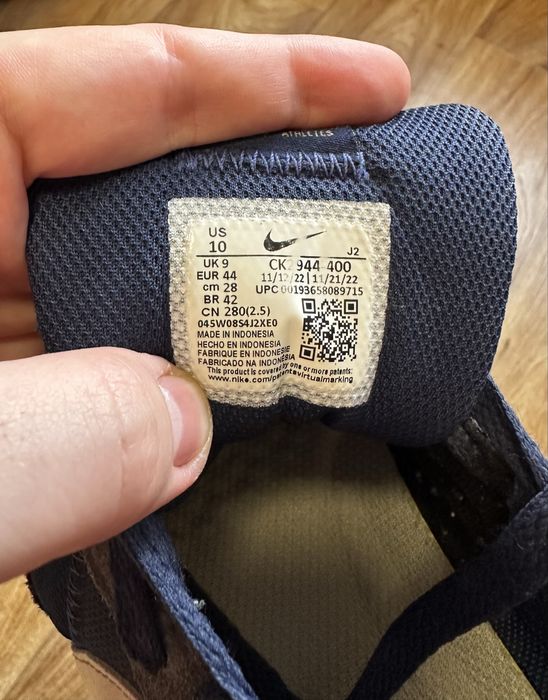 ATHLETES
US
10
J2
UK 9
EUR 44
cm 28
BR 42
CN 280(2.5)
CK2944-400
11/12/22 | 11/21/22
UPC 00193658089715
045W08S4J2XE0
MADE IN INDONESIA
HECHO EN INDONESIA
FABRIQUE EN INDONESIE
FABRICADO NA INDONESIA
This product is covered by one or more patents:
www.nike.com/patentsvirtualmarking